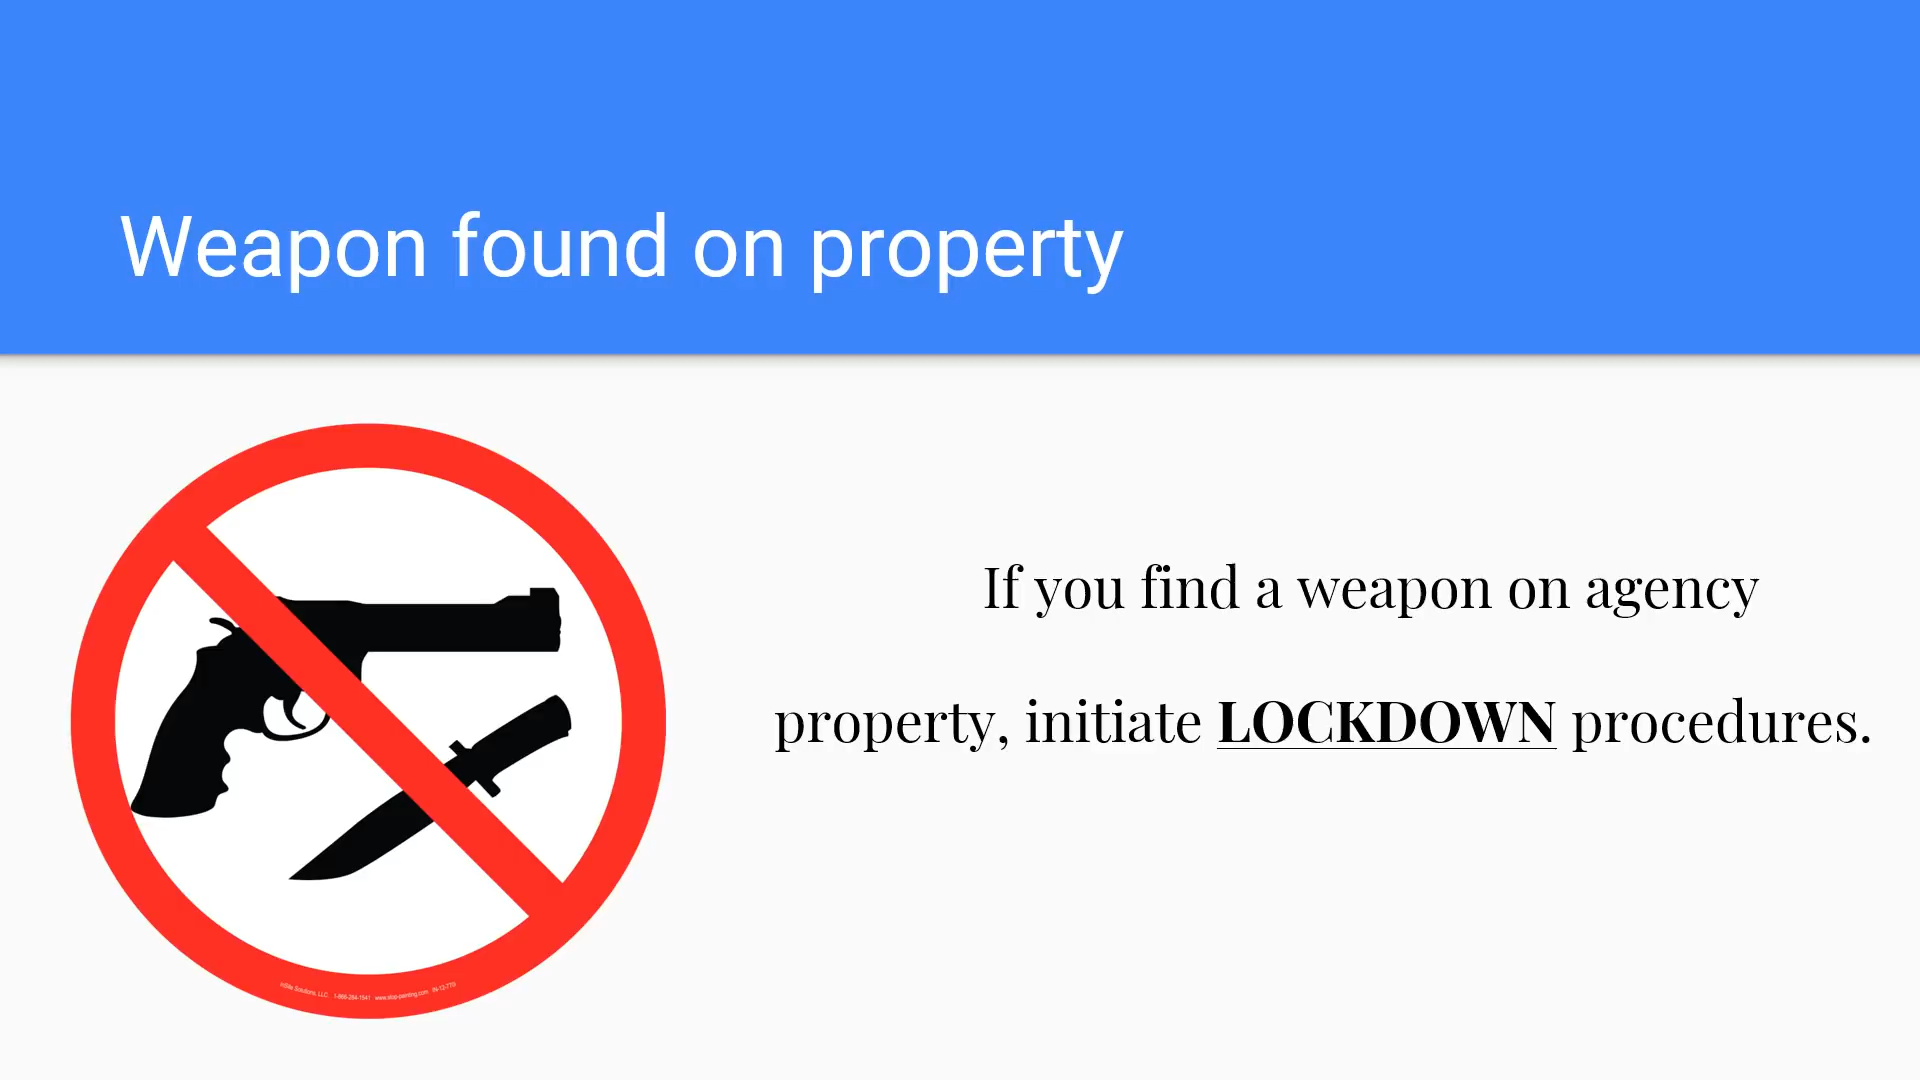 Weapon found on property
If you find a weapon on agency
property, initiate LOCKDOWN procedures.